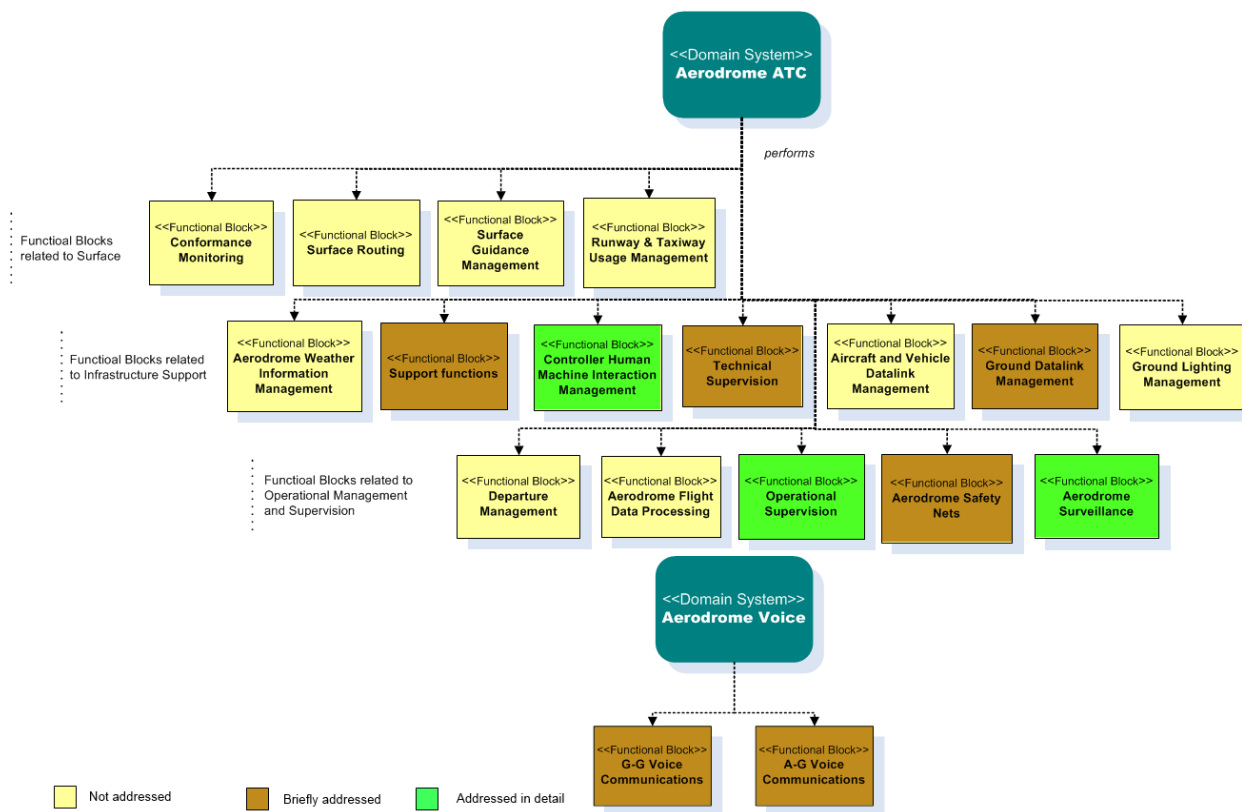 <<Domain System>>
Aerodrome ATC
performs
Functioal Blocks
related to Surface
<<Functional Block>>
Conformance
Monitoring
<<Functional Block>>
Surface Routing
<<Functional Block>>
Surface
Guidance
Management
<<Functional Block>>
Runway & Taxiway
Usage Management
Functioal Blocks related
to Infrastructure Support
<<Functional Block>>
Aerodrome Weather
Information
Management
<<Functional Block>>
Support functions
<<Functional Block>>
Controller Human
Machine Interaction
Management
<<Functional Block>>
Technical
Supervision
<<Functional Block>>
Aircraft and Vehicle
Datalink
Management
<<Functional Block>>
Ground Datalink
Management
<<Functional Block>>
Ground Lighting
Management
Functioal Blocks related to
Operational Management
and Supervision
<<Functional Block>>
Departure
Management
<<Functional Block>>
Aerodrome Flight
Data Processing
<<Functional Block>>
Operational
Supervision
<<Functional Block>>
Aerodrome Safety
Nets
<<Functional Block>>
Aerodrome
Surveillance
<<Domain System>>
Aerodrome Voice
<<Functional Block>>
G-G Voice
Communications
<<Functional Block>>
A-G Voice
Communications
Not addressed
Briefly addressed
Addressed in detail